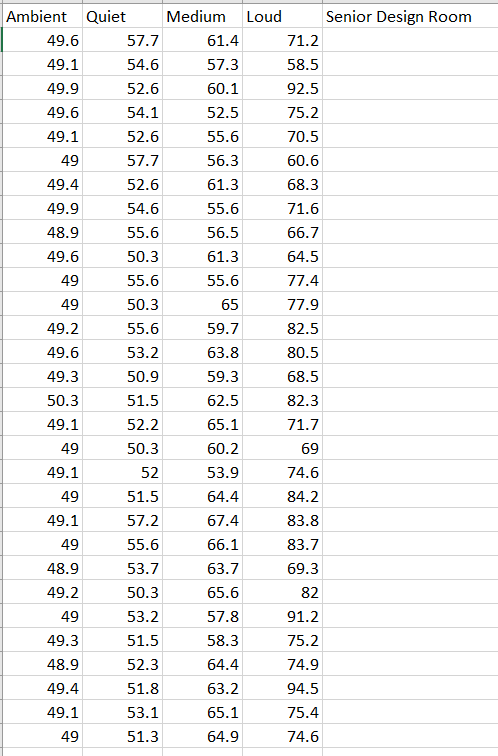 Ambient Quiet Medium Loud Senior Design Room
49.6 57.7 61.4 71.2
49.1 54.6 57.3 58.5
49.9 52.6 60.1 92.5
49.6 54.1 52.5 75.2
49.1 52.6 55.6 70.5
49 57.7 56.3 60.6
49.4 52.6 61.3 68.3
49.9 54.6 55.6 71.6
48.9 55.6 56.5 66.7
49.6 50.3 61.3 64.5
49 55.6 55.6 77.4
49 50.3 65 77.9
49.2 55.6 59.7 82.5
49.6 53.2 63.8 80.5
49.3 50.9 59.3 68.5
50.3 51.5 62.5 82.3
49.1 52.2 65.1 71.7
49 50.3 60.2 69
49.1 52 53.9 74.6
49 51.5 64.4 84.2
49.1 57.2 67.4 83.8
49 55.6 66.1 83.7
48.9 53.7 63.7 69.3
49.2 50.3 65.6 82
49 53.2 57.8 91.2
49.3 51.5 58.3 75.2
48.9 52.3 64.4 74.9
49.4 51.8 63.2 94.5
49.1 53.1 65.1 75.4
49 51.3 64.9 74.6